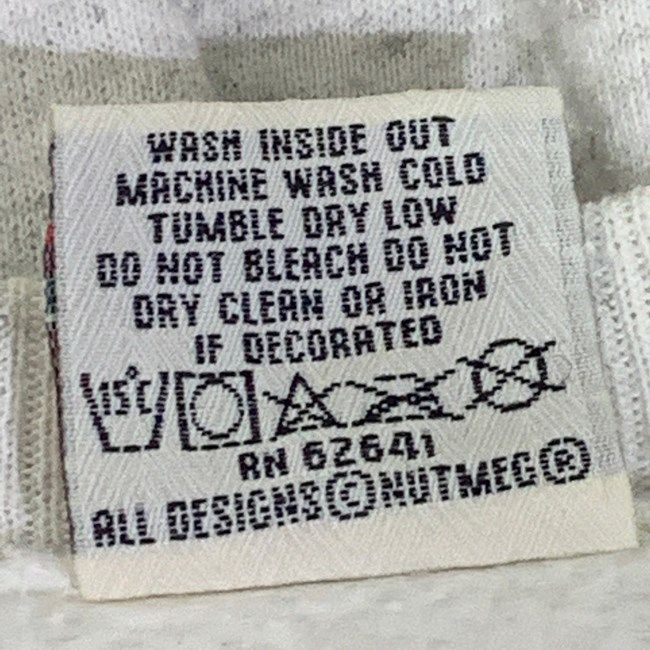 WASH INSIDE OUT
MACHINE WASH COLD
TUMBLE DRY LOW
DO NOT BLEACH DO NOT
DRY CLEAN OR IRON
IF DECORATED
15°C
RN 62641
ALL DESIGNS©NUTMEG®